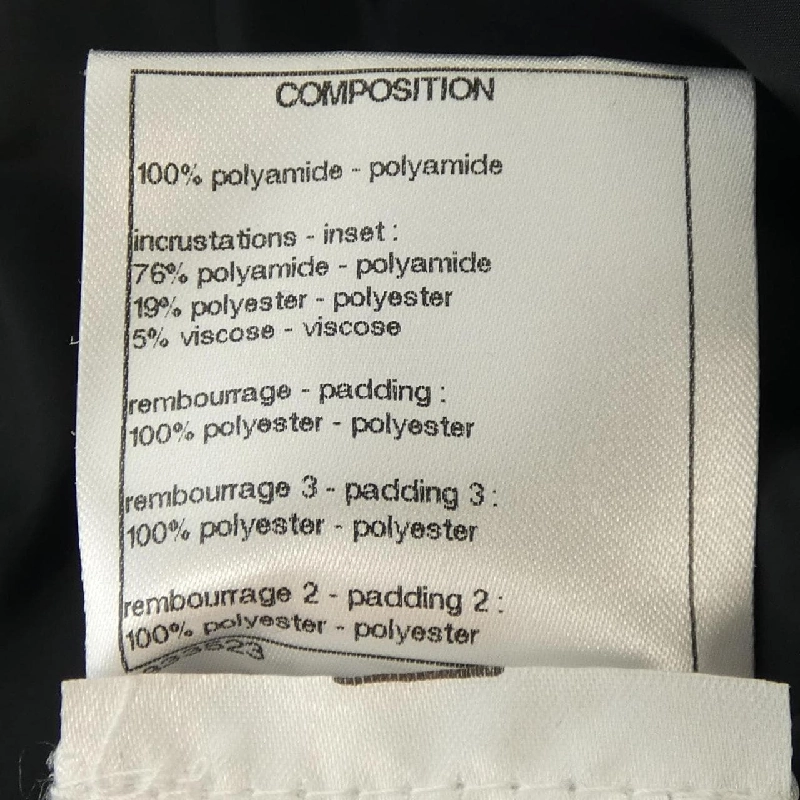 COMPOSITION
100% polyamide - polyamide
incrustations - inset :
76% polyamide - polyamide
19% polyester - polyester
5% viscose - viscose
rembourrage - padding :
100% polyester - polyester
rembourrage 3 - padding 3 :
100% polyester - polyester
rembourrage 2 - padding 2 :
100% polyester - polyester